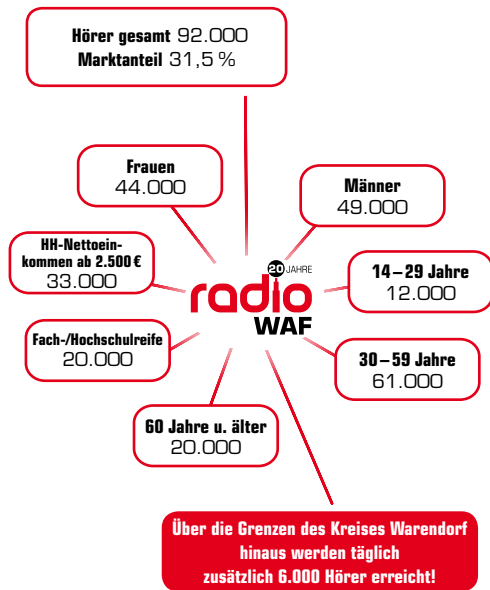 Hörer gesamt 92.000
Marktanteil 31,5 %
Frauen
44.000
Männer
49.000
HH-Nettoein-
kommen ab 2.500 €
33.000
20 JAHRE
radio
WAF
14–29 Jahre
12.000
Fach-/Hochschulreife
20.000
30–59 Jahre
61.000
60 Jahre u. älter
20.000
Über die Grenzen des Kreises Warendorf
hinaus werden täglich
zusätzlich 6.000 Hörer erreicht!